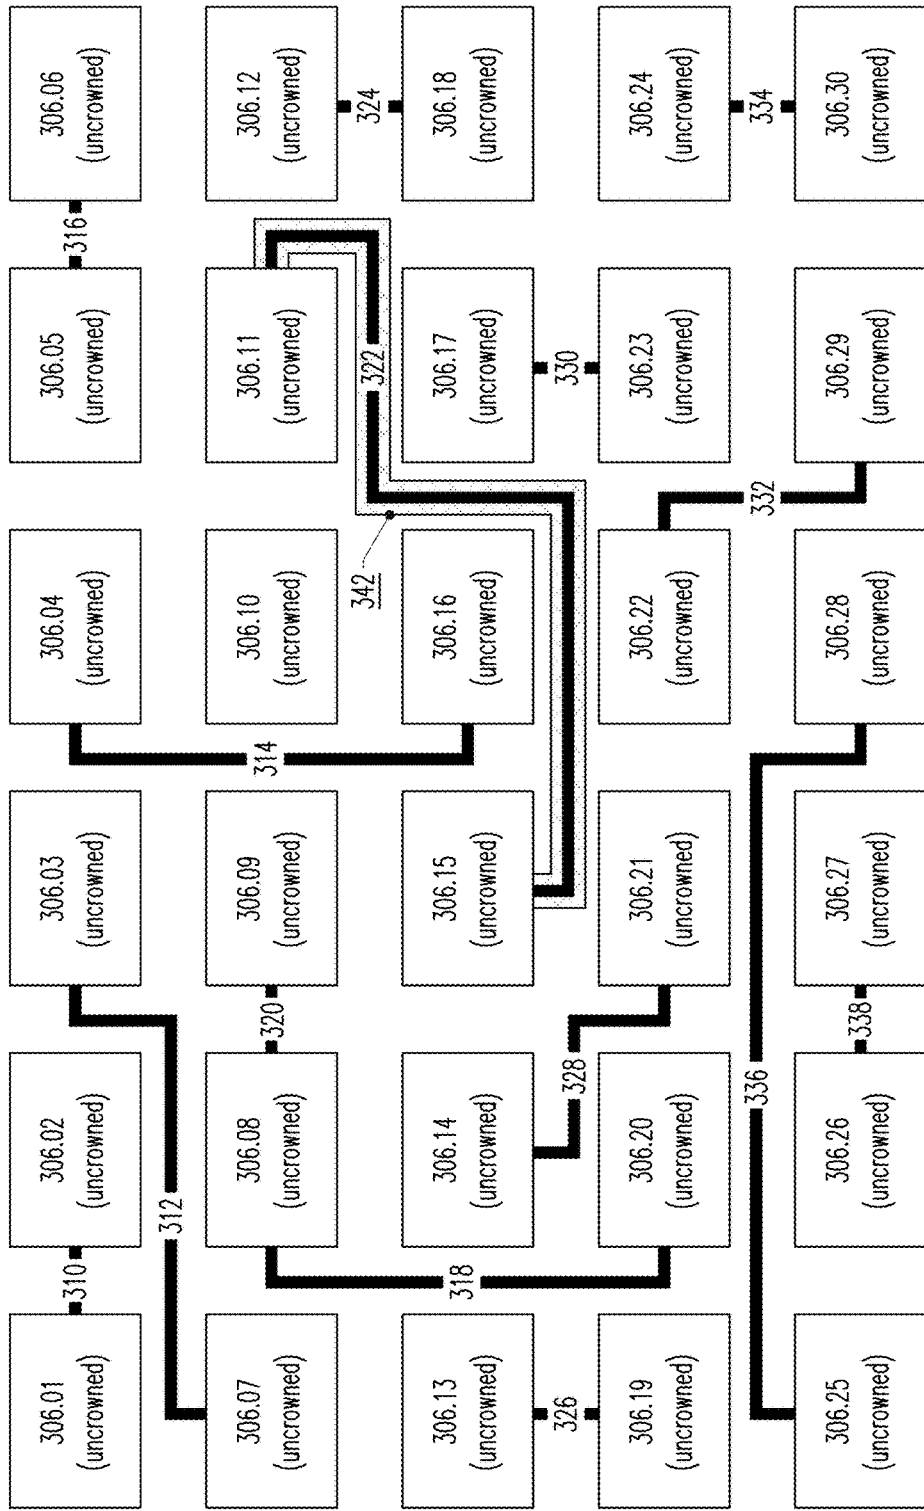 306.01
(uncrowned)
310
306.02
(uncrowned)
306.03
(uncrowned)
306.04
(uncrowned)
306.05
(uncrowned)
316
306.06
(uncrowned)
312
314
306.07
(uncrowned)
306.08
(uncrowned)
320
306.09
(uncrowned)
306.10
(uncrowned)
306.11
(uncrowned)
306.12
(uncrowned)
342
322
324
306.13
(uncrowned)
318
306.14
(uncrowned)
306.15
(uncrowned)
306.16
(uncrowned)
306.17
(uncrowned)
306.18
(uncrowned)
326
328
330
306.19
(uncrowned)
306.20
(uncrowned)
306.21
(uncrowned)
306.22
(uncrowned)
306.23
(uncrowned)
306.24
(uncrowned)
336
332
334
306.25
(uncrowned)
306.26
(uncrowned)
338
306.27
(uncrowned)
306.28
(uncrowned)
306.29
(uncrowned)
306.30
(uncrowned)